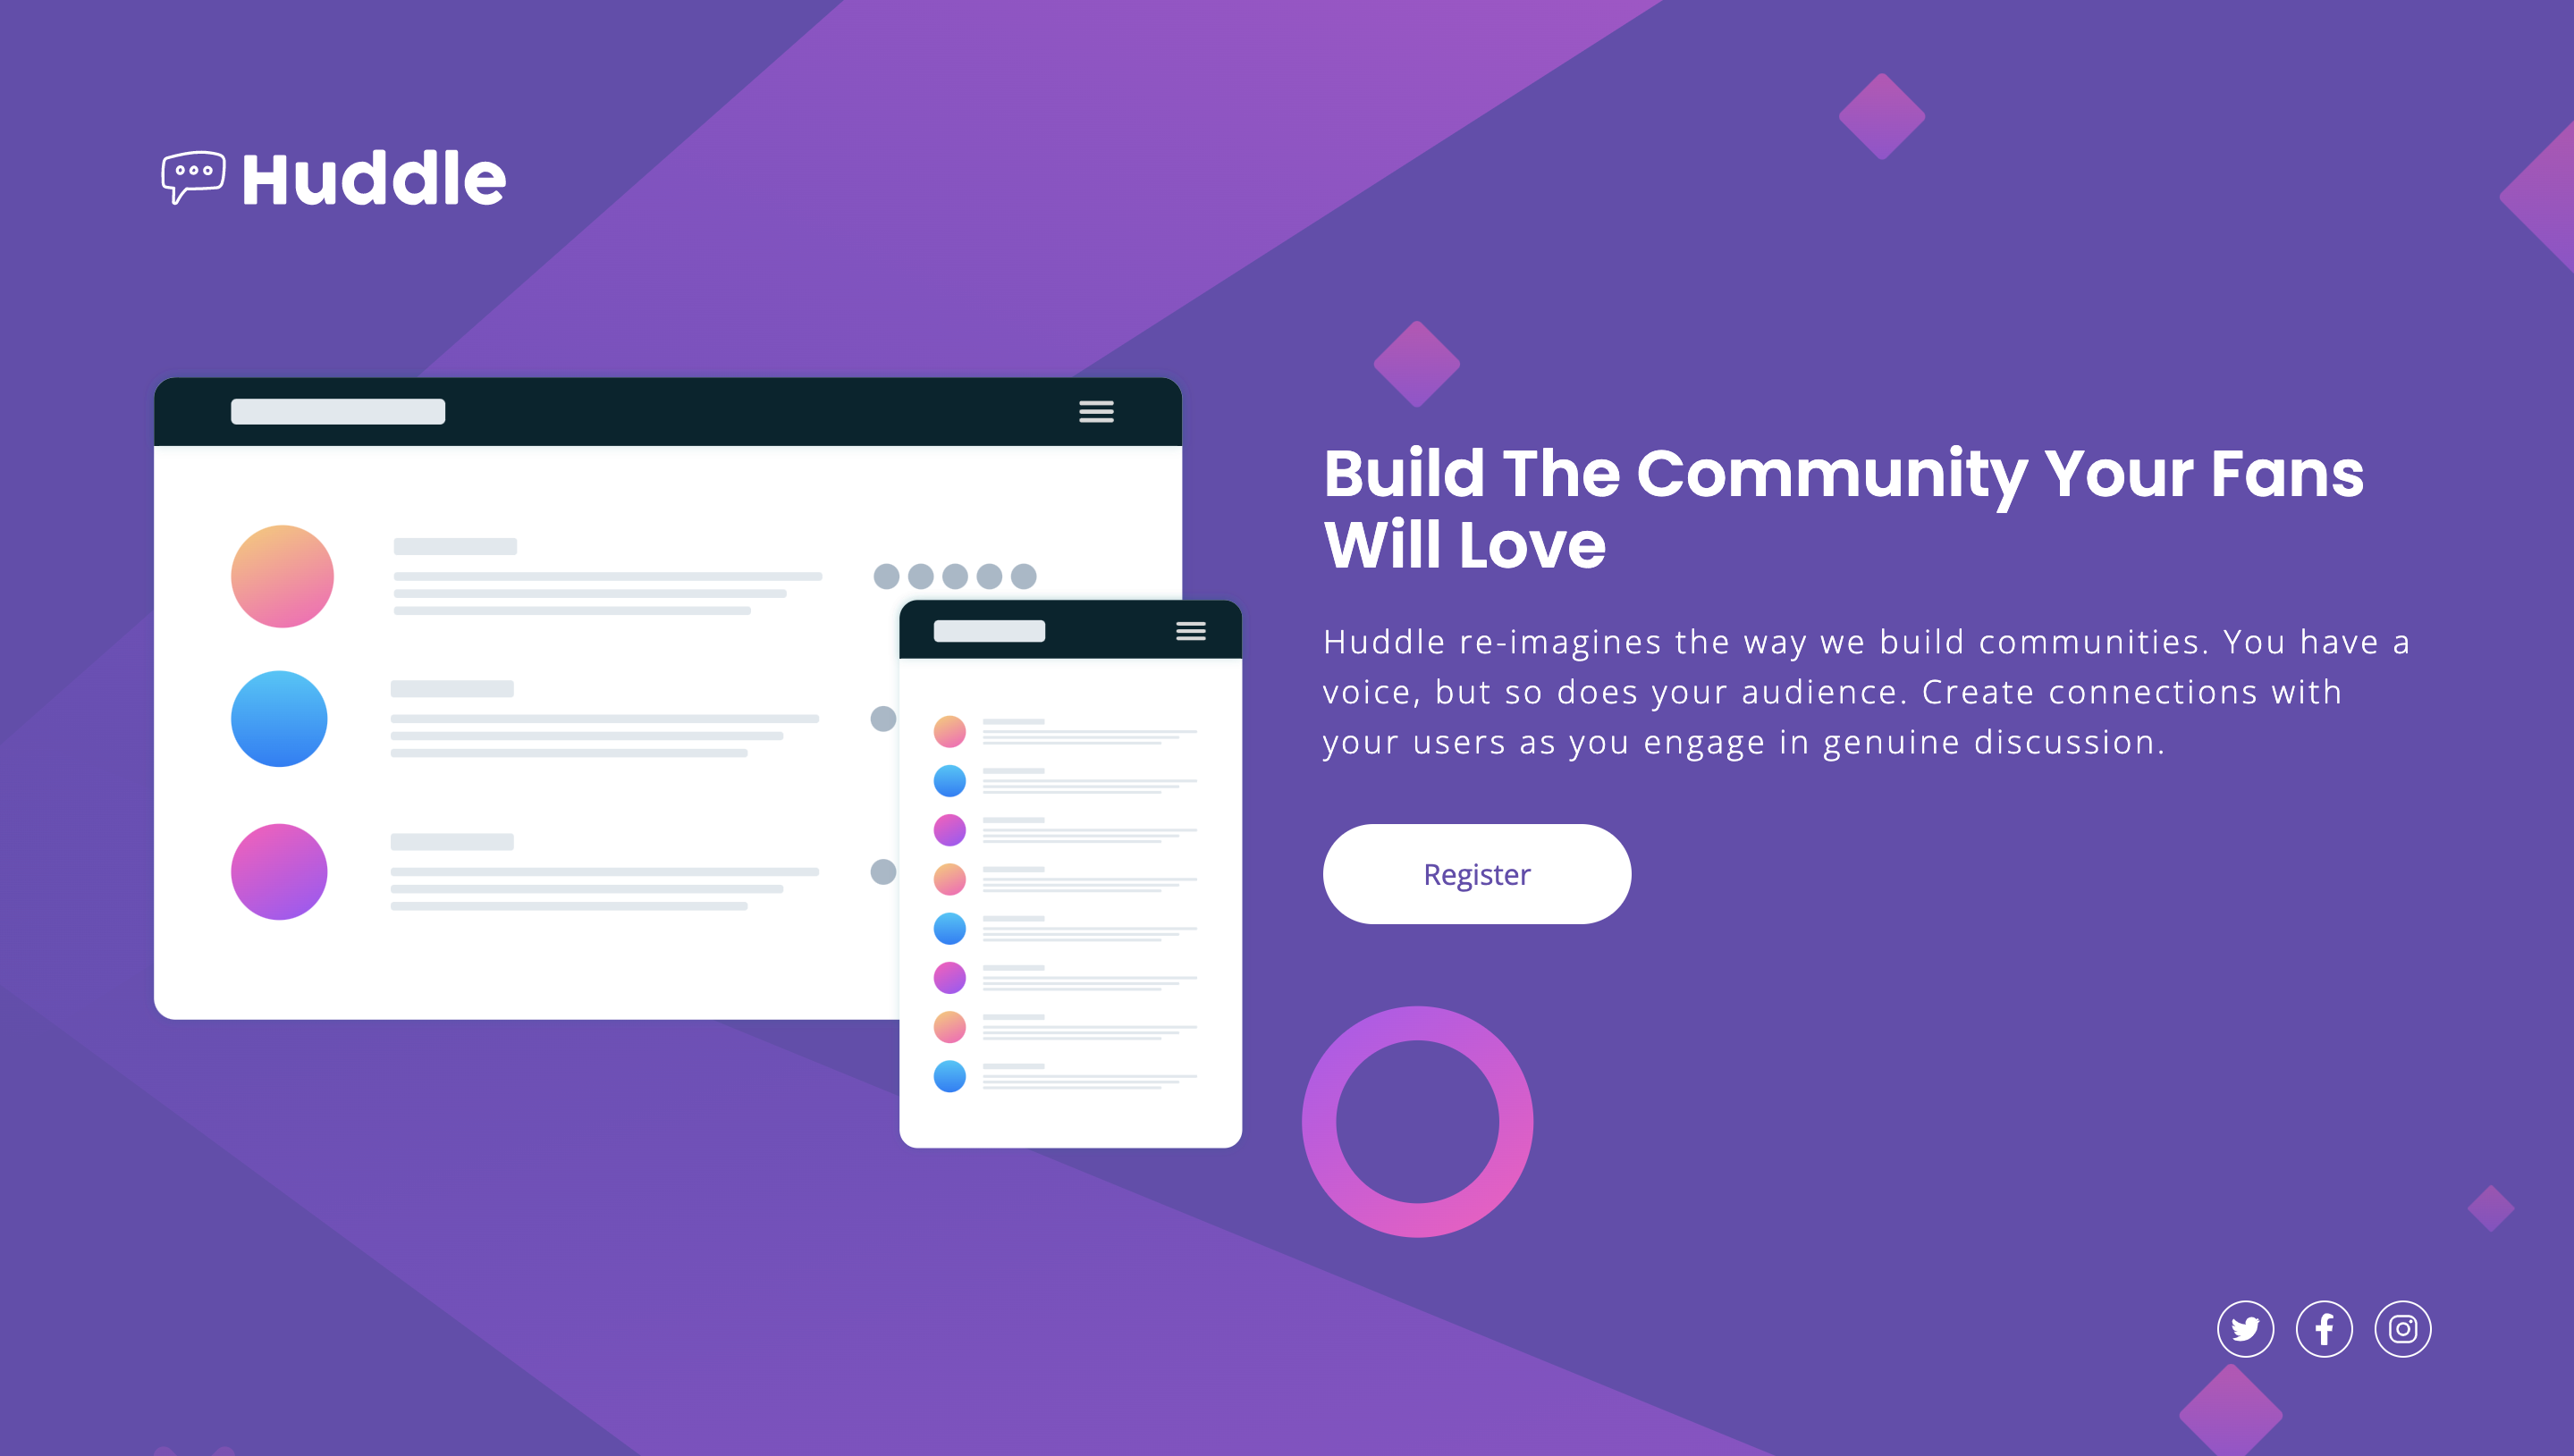 Huddle
Build The Community Your Fans
Will Love
Huddle re-imagines the way we build communities. You have a
voice, but so does your audience. Create connections with
your users as you engage in genuine discussion.
Register